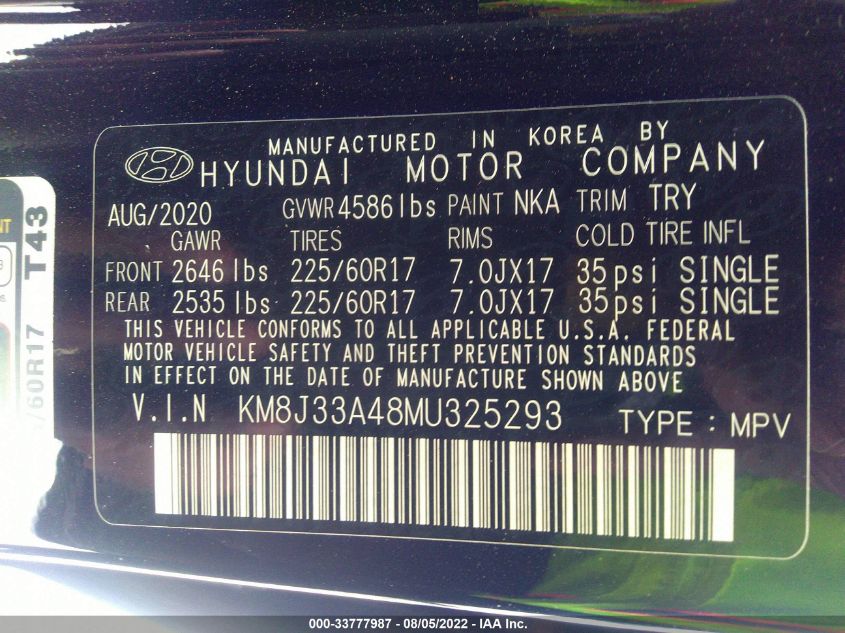 MANUFACTURED IN KOREA BY
HYUNDAI MOTOR COMPANY
AUG/2020 GVWR 4586 lbs PAINT NKA TRIM TRY
GAWR TIRES RIMS COLD TIRE INFL
FRONT 2646 lbs 225/60R17 7.0JX17 35psi SINGLE
REAR 2535 lbs 225/60R17 7.0JX17 35psi SINGLE
THIS VEHICLE CONFORMS TO ALL APPLICABLE U.S.A. FEDERAL
MOTOR VEHICLE SAFETY AND THEFT PREVENTION STANDARDS
IN EFFECT ON THE DATE OF MANUFACTURE SHOWN ABOVE
V.I.N KM8J33A48MU325293 TYPE : MPV
/60R17 T43
000-33777987 - 08/05/2022 - IAA Inc.